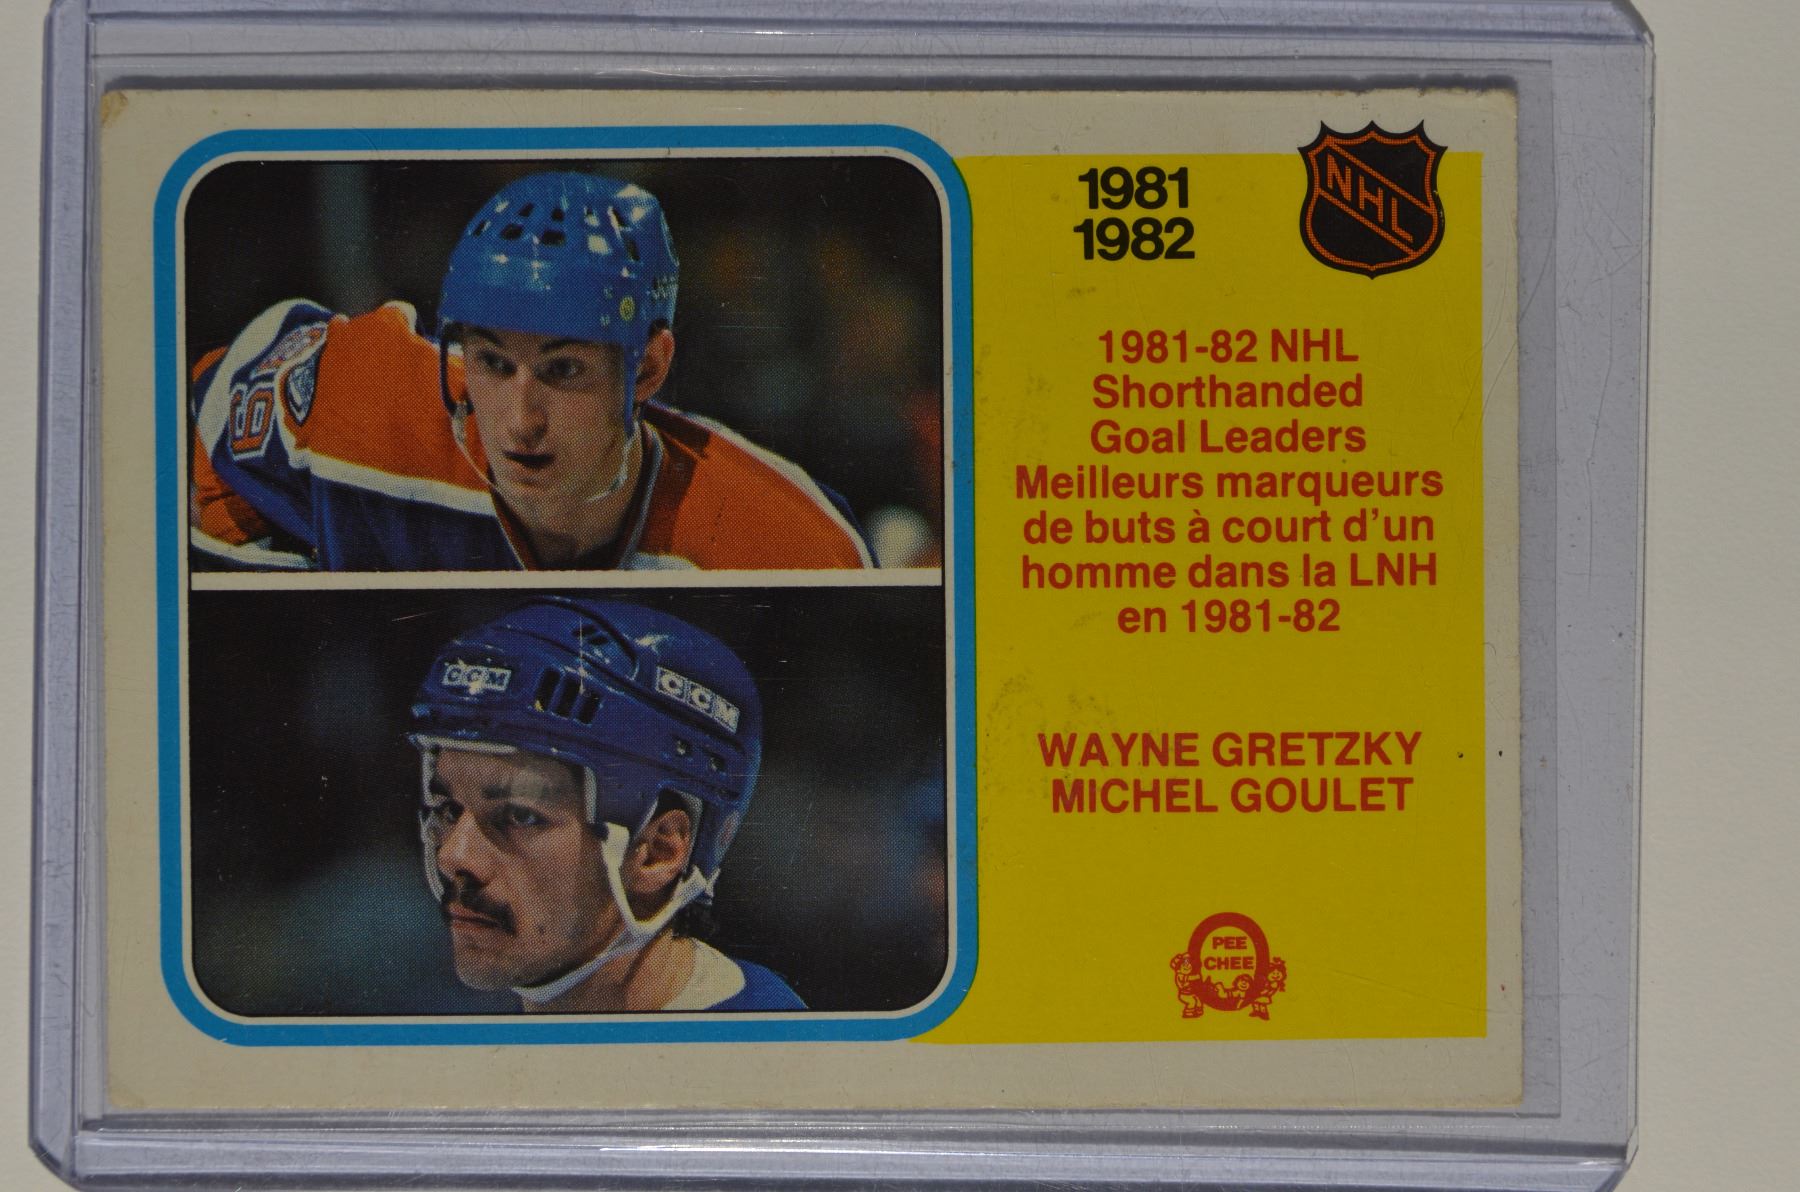 1981
1982
NHL
1981-82 NHL
Shorthanded
Goal Leaders
Meilleurs marqueurs
de buts à court d'un
homme dans la LNH
en 1981-82
WAYNE GRETZKY
MICHEL GOULET
PEE
CHEE
CCM
CCM